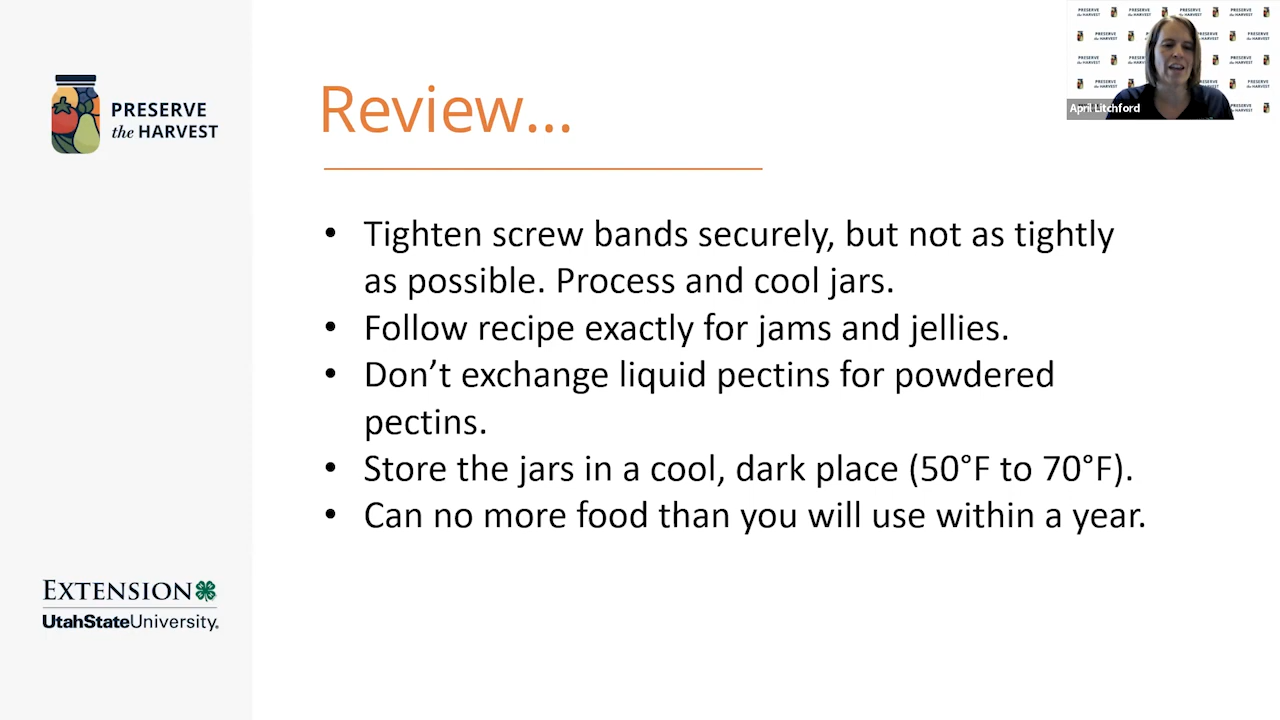 PRESERVE
the HARVEST
Review...
• Tighten screw bands securely, but not as tightly
as possible. Process and cool jars.
• Follow recipe exactly for jams and jellies.
• Don’t exchange liquid pectins for powdered
pectins.
• Store the jars in a cool, dark place (50°F to 70°F).
• Can no more food than you will use within a year.
EXTENSION
UtahStateUniversity.
April Litchford